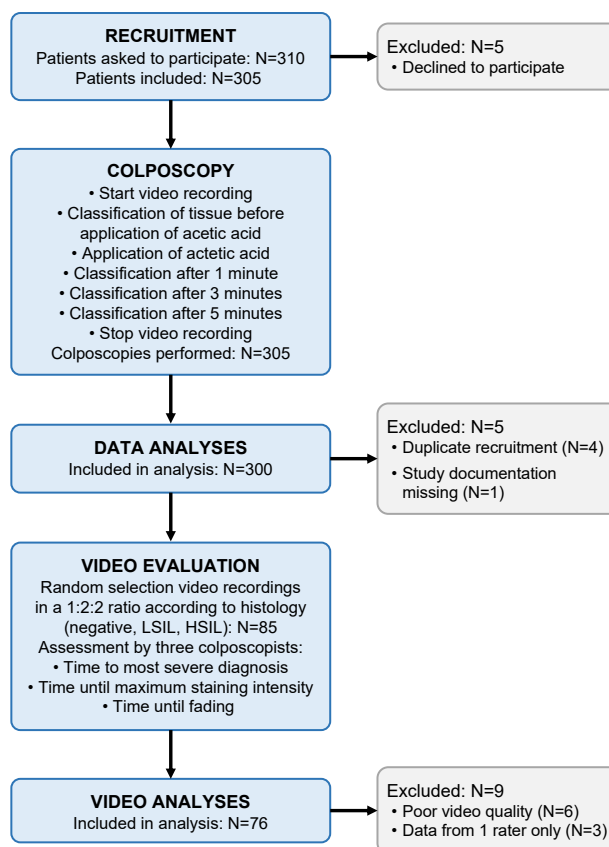 RECRUITMENT
Patients asked to participate: N=310
Patients included: N=305
Excluded: N=5
• Declined to participate
COLPOSCOPY
• Start video recording
• Classification of tissue before
application of acetic acid
• Application of actetic acid
• Classification after 1 minute
• Classification after 3 minutes
• Classification after 5 minutes
• Stop video recording
Colposcopies performed: N=305
DATA ANALYSES
Included in analysis: N=300
Excluded: N=5
• Duplicate recruitment (N=4)
• Study documentation
missing (N=1)
VIDEO EVALUATION
Random selection video recordings
in a 1:2:2 ratio according to histology
(negative, LSIL, HSIL): N=85
Assessment by three colposcopists:
• Time to most severe diagnosis
• Time until maximum staining intensity
• Time until fading
VIDEO ANALYSES
Included in analysis: N=76
Excluded: N=9
• Poor video quality (N=6)
• Data from 1 rater only (N=3)